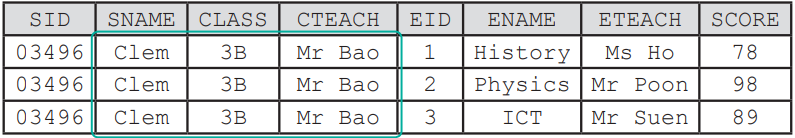 SID SNAME CLASS CTEACH EID ENAME ETEACH SCORE
03496 Clem 3B Mr Bao 1 History Ms Ho 78
03496 Clem 3B Mr Bao 2 Physics Mr Poon 98
03496 Clem 3B Mr Bao 3 ICT Mr Suen 89